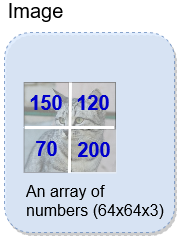 Image
150 120
70 200
An array of
numbers (64x64x3)